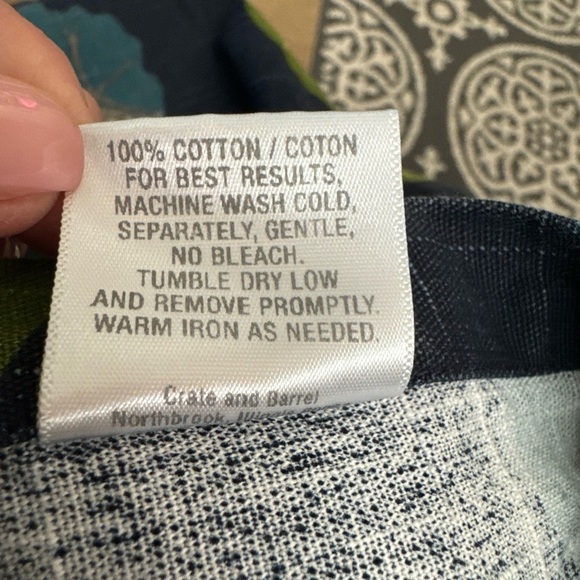 100% COTTON / COTON
FOR BEST RESULTS,
MACHINE WASH COLD,
SEPARATELY, GENTLE,
NO BLEACH.
TUMBLE DRY LOW
AND REMOVE PROMPTLY.
WARM IRON AS NEEDED.
Crate and Barrel
Northbrook,